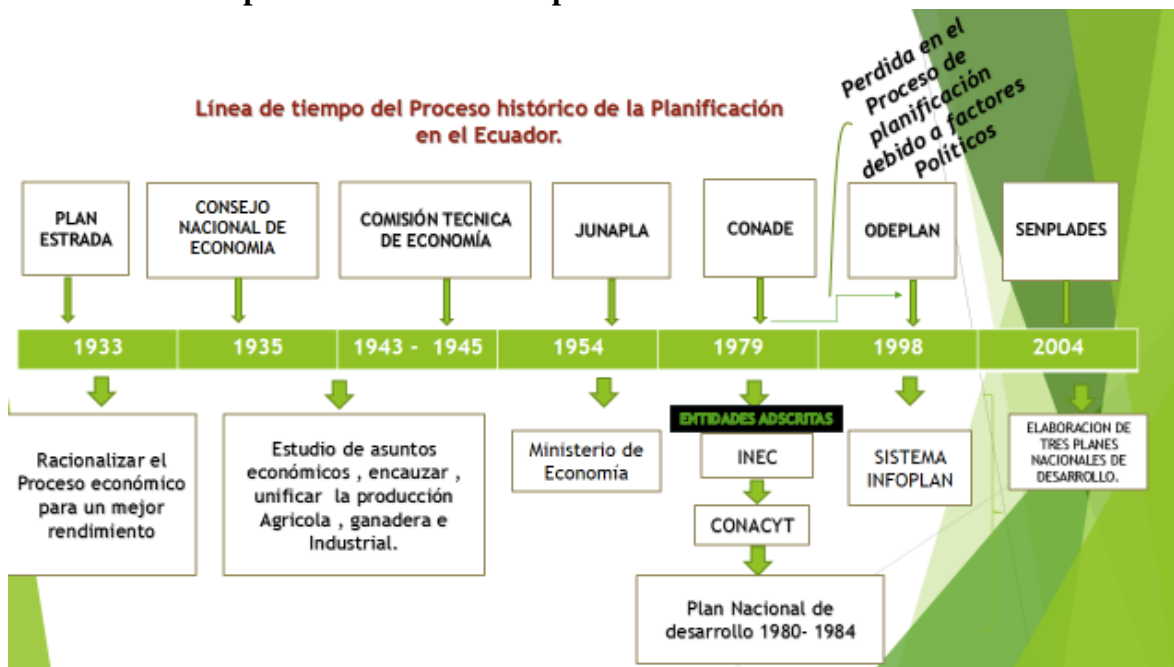 Línea de tiempo del Proceso histórico de la Planificación
en el Ecuador.
Perdida en el
Proceso de
planificación
debido a factores
Políticos
PLAN
ESTRADA
CONSEJO
NACIONAL DE
ECONOMIA
COMISIÓN TECNICA
DE ECONOMÍA
JUNAPLA
CONADE
ODEPLAN
SENPLADES
1933
1935
1943 - 1945
1954
1979
1998
2004
Racionalizar el
Proceso económico
para un mejor
rendimiento
Estudio de asuntos
económicos , encauzar ,
unificar la producción
Agricola , ganadera e
Industrial.
Ministerio de
Economía
ENTIDADES ADSCRITAS
INEC
CONACYT
Plan Nacional de
desarrollo 1980- 1984
SISTEMA
INFOPLAN
ELABORACION DE
TRES PLANES
NACIONALES DE
DESARROLLO.